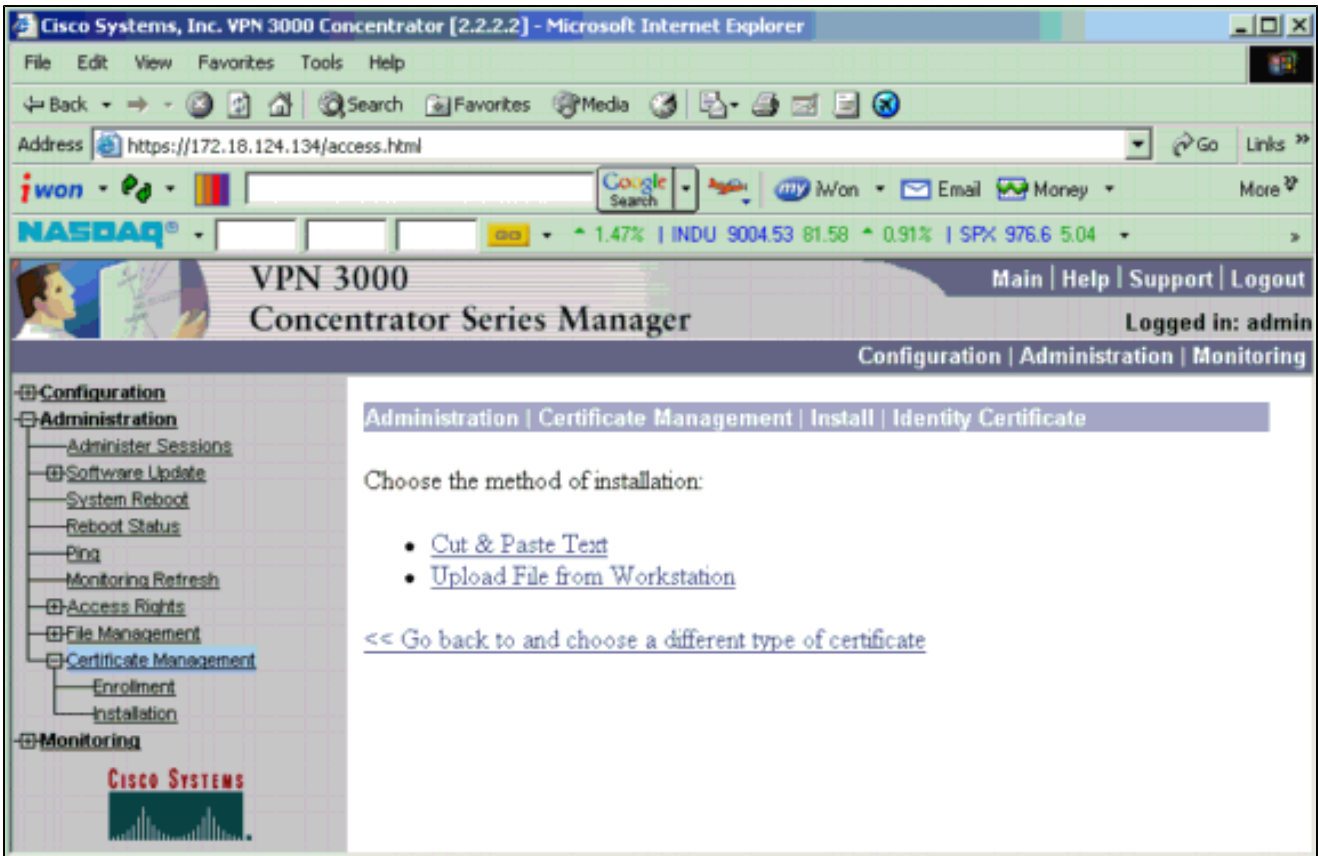 Cisco Systems, Inc. VPN 3000 Concentrator [2.2.2.2] - Microsoft Internet Explorer
File Edit View Favorites Tools Help
Back Search Favorites Media
Address https://172.18.124.134/access.html Go Links »
iwon Google Search my iWon Email Money More
NASDAQ® GO 1.47% | INDU 9004.53 81.58 0.91% | SPX 976.6 5.04 »
VPN 3000
Concentrator Series Manager
Main | Help | Support | Logout
Logged in: admin
Configuration | Administration | Monitoring
Configuration
Administration
Administer Sessions
Software Update
System Reboot
Reboot Status
Ping
Monitoring Refresh
Access Rights
File Management
Certificate Management
Enrollment
Installation
Monitoring
CISCO SYSTEMS
Administration | Certificate Management | Install | Identity Certificate
Choose the method of installation:
• Cut & Paste Text
• Upload File from Workstation
<< Go back to and choose a different type of certificate